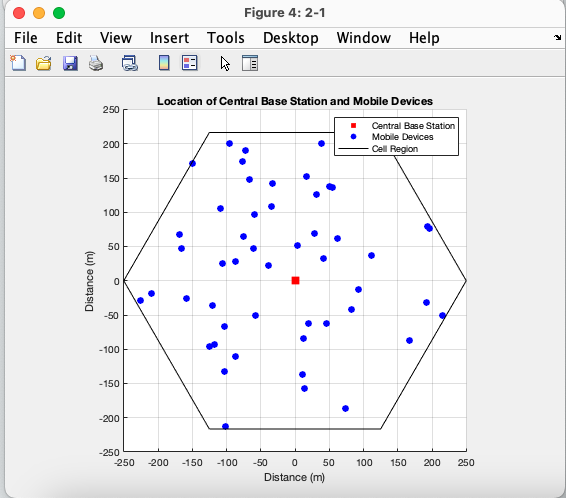 Figure 4: 2-1
File Edit View Insert Tools Desktop Window Help
Location of Central Base Station and Mobile Devices
Central Base Station
Mobile Devices
Cell Region
250
200
150
100
50
0
-50
-100
-150
-200
-250
Distance (m)
-250 -200 -150 -100 -50 0 50 100 150 200 250
Distance (m)